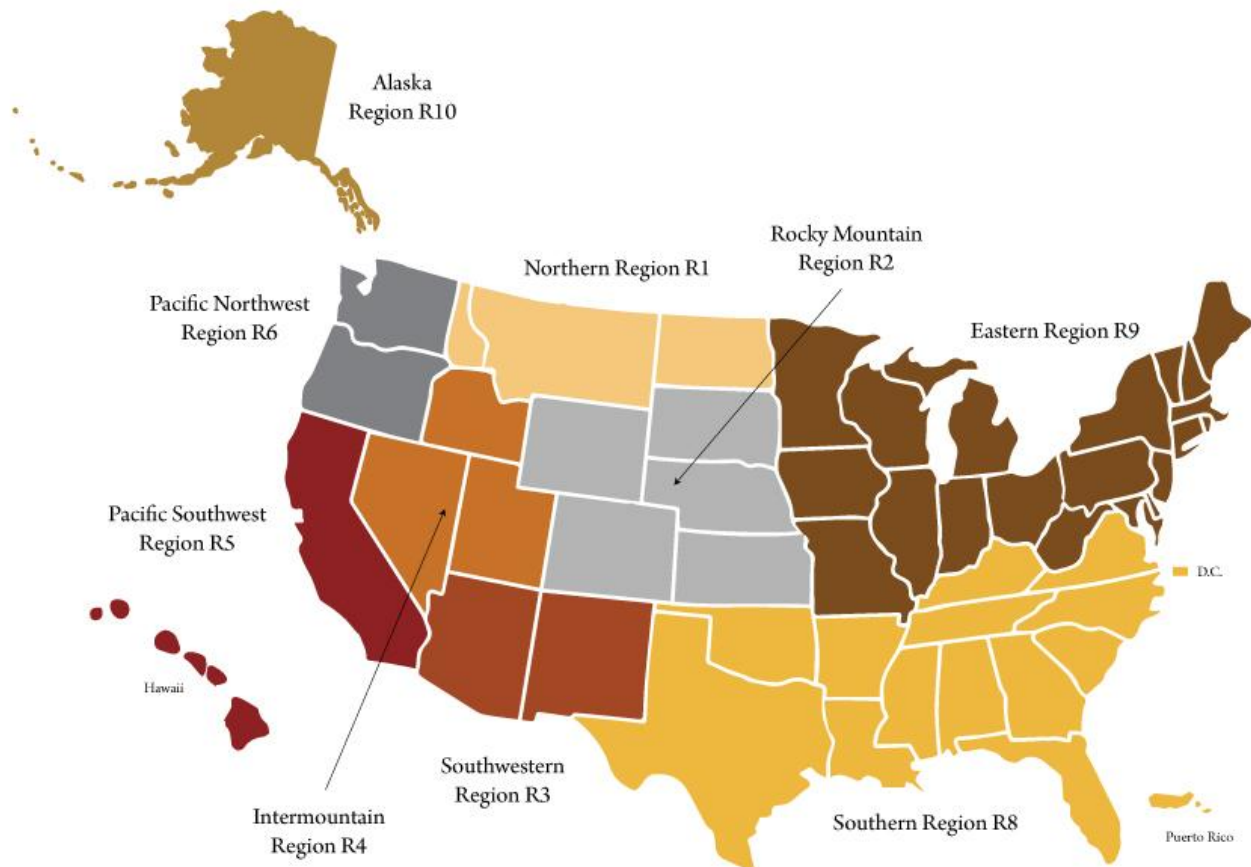 Alaska
Region R10
Rocky Mountain
Region R2
Northern Region R1
Pacific Northwest
Region R6
Eastern Region R9
Pacific Southwest
Region R5
D.C.
Hawaii
Southwestern
Region R3
Intermountain
Region R4
Southern Region R8
Puerto Rico